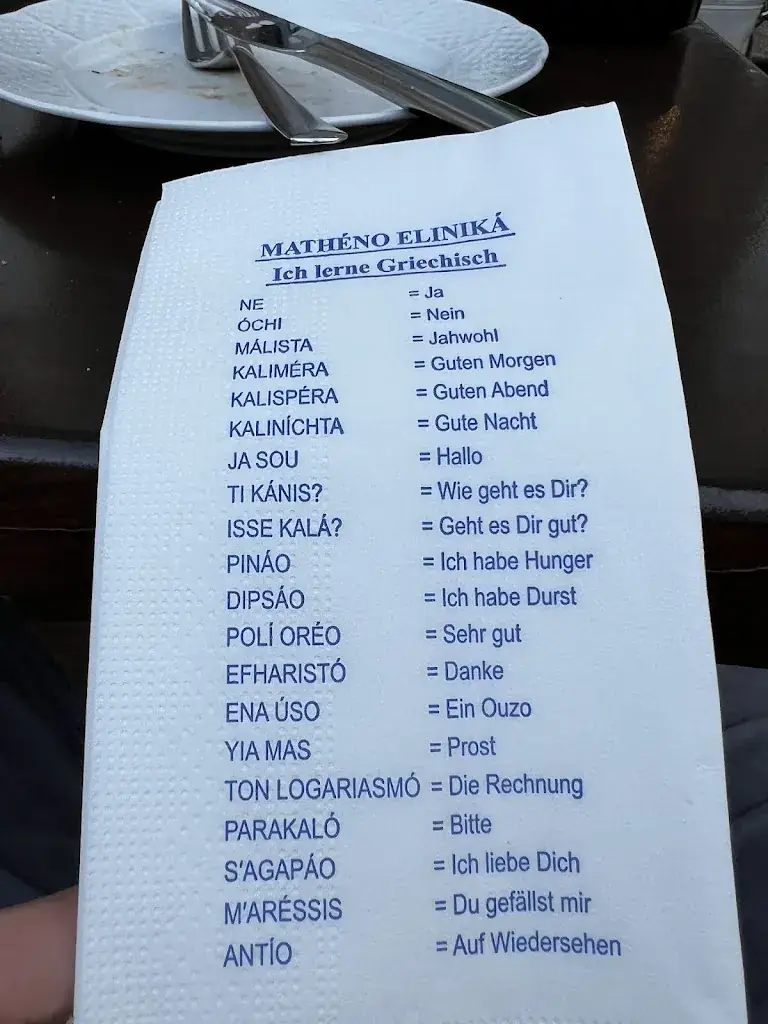 MATHÉNO ELINIKÁ
Ich lerne Griechisch
NE = Ja
ÓCHI = Nein
MÁLISTA = Jahwohl
KALIMÉRA = Guten Morgen
KALISPÉRA = Guten Abend
KALINÍCHTA = Gute Nacht
JA SOU = Hallo
TI KÁNIS? = Wie geht es Dir?
ISSE KALÁ? = Geht es Dir gut?
PINÁO = Ich habe Hunger
DIPSÁO = Ich habe Durst
POLÍ ORÉO = Sehr gut
EFHARISTÓ = Danke
ENA ÚSO = Ein Ouzo
YIA MAS = Prost
TON LOGARIASMÓ = Die Rechnung
PARAKALÓ = Bitte
S'AGAPÁO = Ich liebe Dich
M'ARÉSSIS = Du gefällst mir
ANTÍO = Auf Wiedersehen